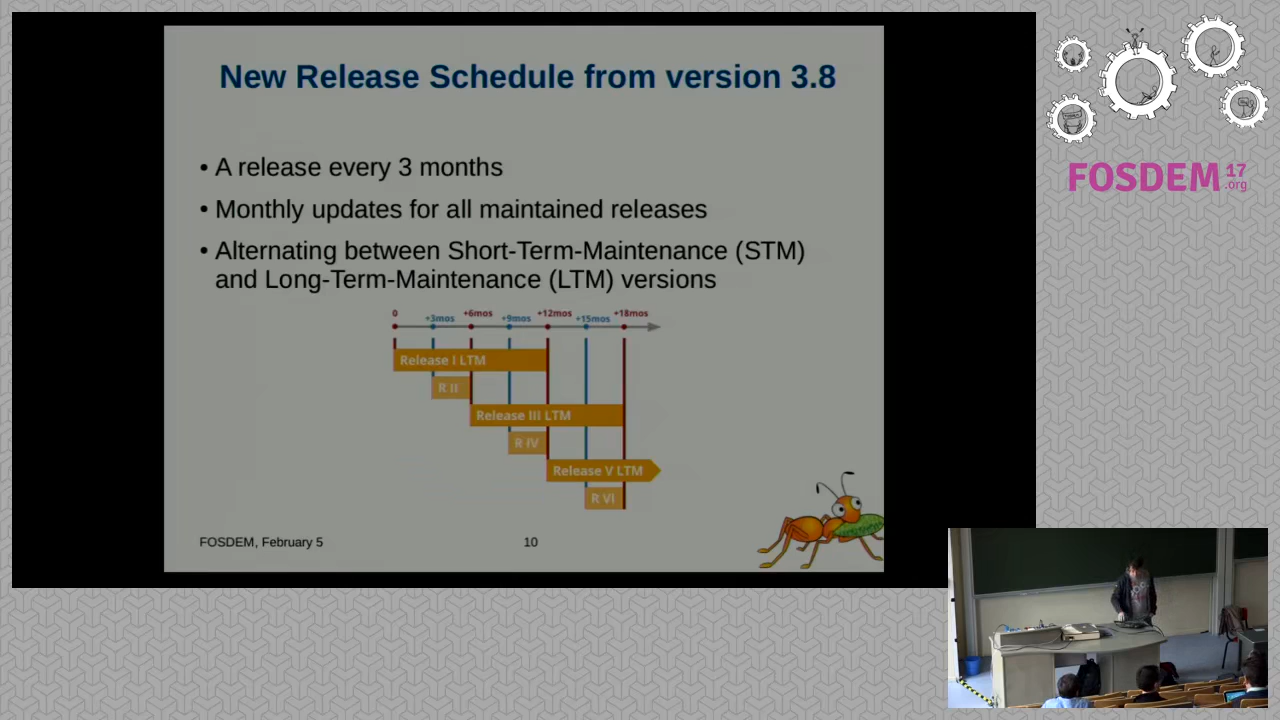 New Release Schedule from version 3.8
• A release every 3 months
• Monthly updates for all maintained releases
• Alternating between Short-Term-Maintenance (STM)
and Long-Term-Maintenance (LTM) versions
0 +3mos +6mos +9mos +12mos +15mos +18mos
Release I LTM
R II
Release III LTM
R IV
Release V LTM
R VI
FOSDEM, February 5
10
FOSDEM 17
.org